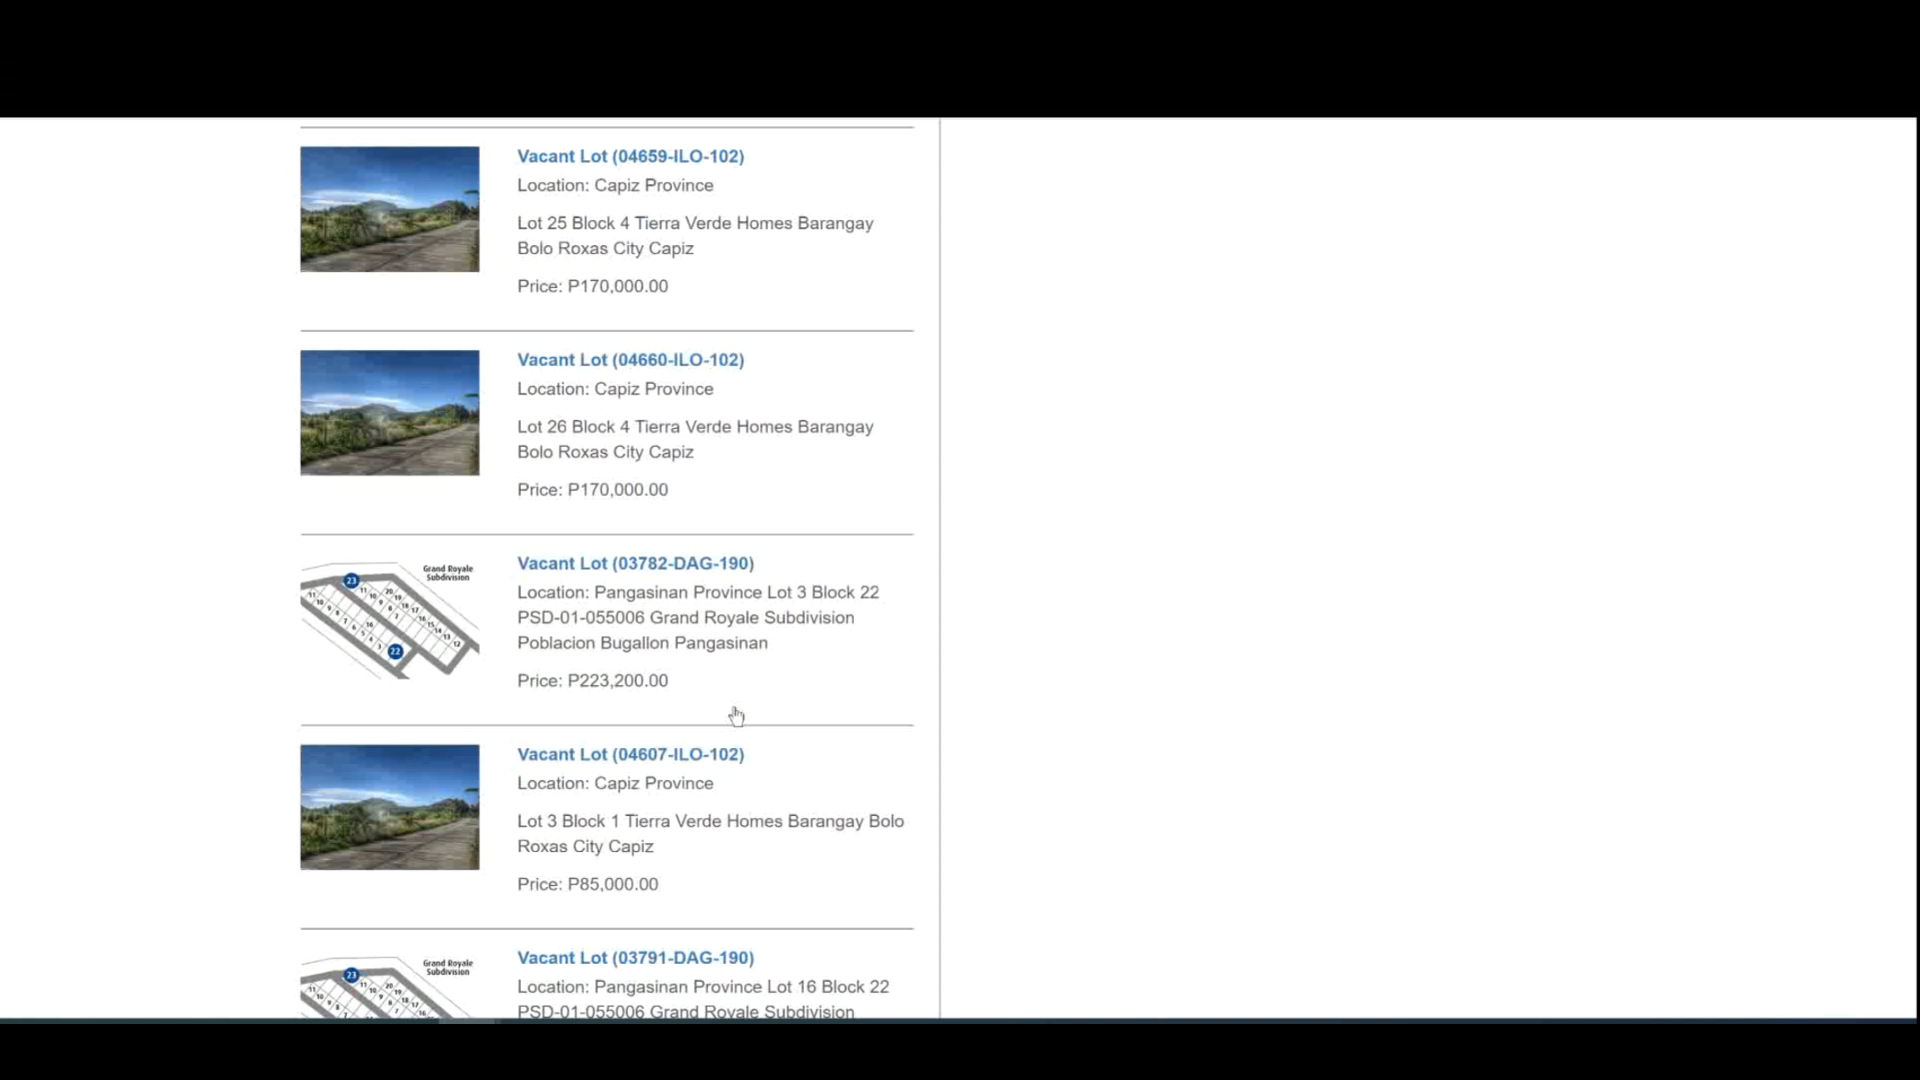 Vacant Lot (04659-ILO-102)
Location: Capiz Province
Lot 25 Block 4 Tierra Verde Homes Barangay
Bolo Roxas City Capiz
Price: P170,000.00
Vacant Lot (04660-ILO-102)
Location: Capiz Province
Lot 26 Block 4 Tierra Verde Homes Barangay
Bolo Roxas City Capiz
Price: P170,000.00
Grand Royale
Subdivision
23
22
Vacant Lot (03782-DAG-190)
Location: Pangasinan Province Lot 3 Block 22
PSD-01-055006 Grand Royale Subdivision
Poblacion Bugallon Pangasinan
Price: P223,200.00
Vacant Lot (04607-ILO-102)
Location: Capiz Province
Lot 3 Block 1 Tierra Verde Homes Barangay Bolo
Roxas City Capiz
Price: P85,000.00
Grand Royale
Subdivision
23
Vacant Lot (03791-DAG-190)
Location: Pangasinan Province Lot 16 Block 22
PSD-01-055006 Grand Royale Subdivision